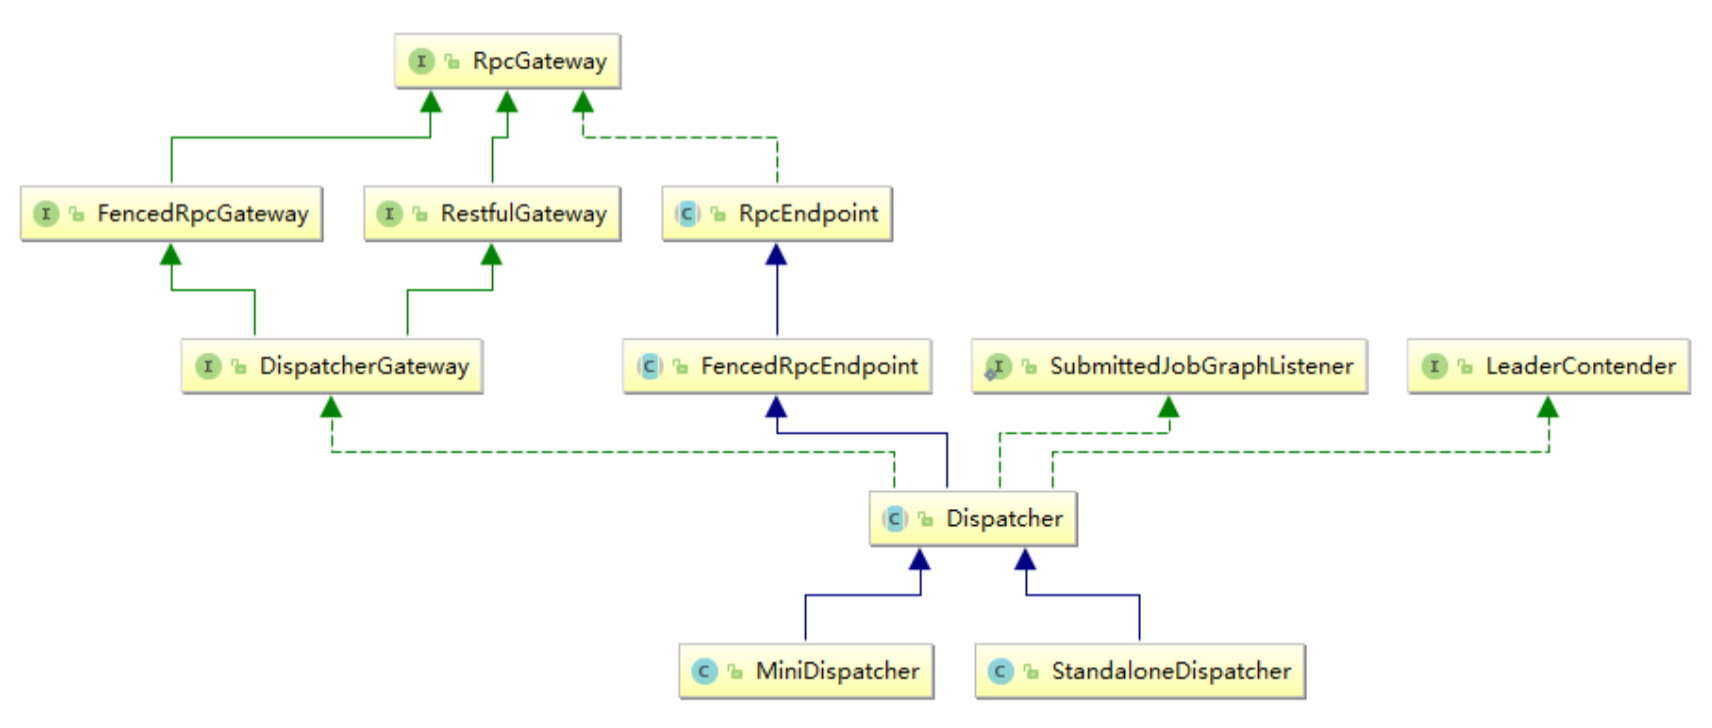 I RpcGateway
I FencedRpcGateway
I RestfulGateway
C RpcEndpoint
I DispatcherGateway
C FencedRpcEndpoint
I SubmittedJobGraphListener
I LeaderContender
C Dispatcher
C MiniDispatcher
C StandaloneDispatcher